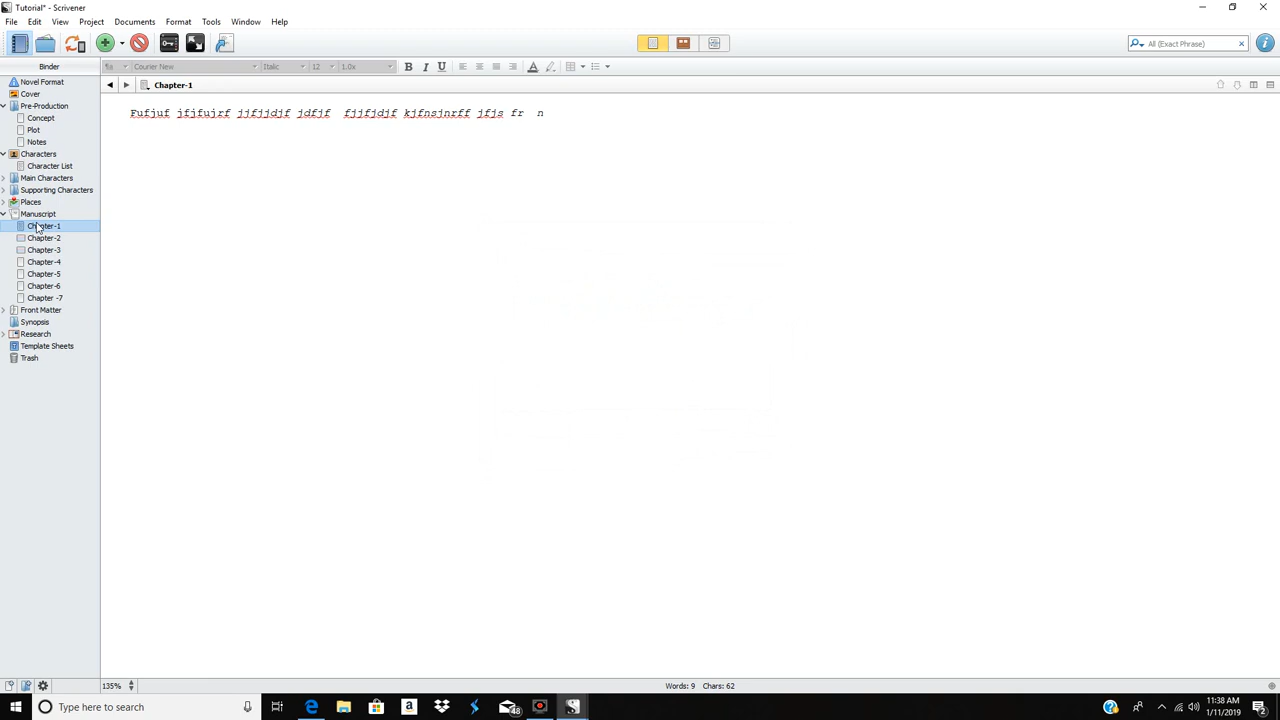 Tutorial* - Scrivener
File Edit View Project Documents Format Tools Window Help
All (Exact Phrase)
Binder
¶a Courier New Italic 12 1.0x B I U A
Novel Format
Chapter-1
Cover
Pre-Production
Concept
Fufjuf jfjfujrf jjfjjdjf jdfjf fjjfjdjf kjfnsjnrff jfjs fr n
Plot
Notes
Characters
Character List
Main Characters
Supporting Characters
Places
Manuscript
Chapter-1
Chapter-2
Chapter-3
Chapter-4
Chapter-5
Chapter-6
Chapter -7
Front Matter
Synopsis
Research
Template Sheets
Trash
135% Words: 9 Chars: 62
Type here to search
48
11:38 AM
1/11/2019
2